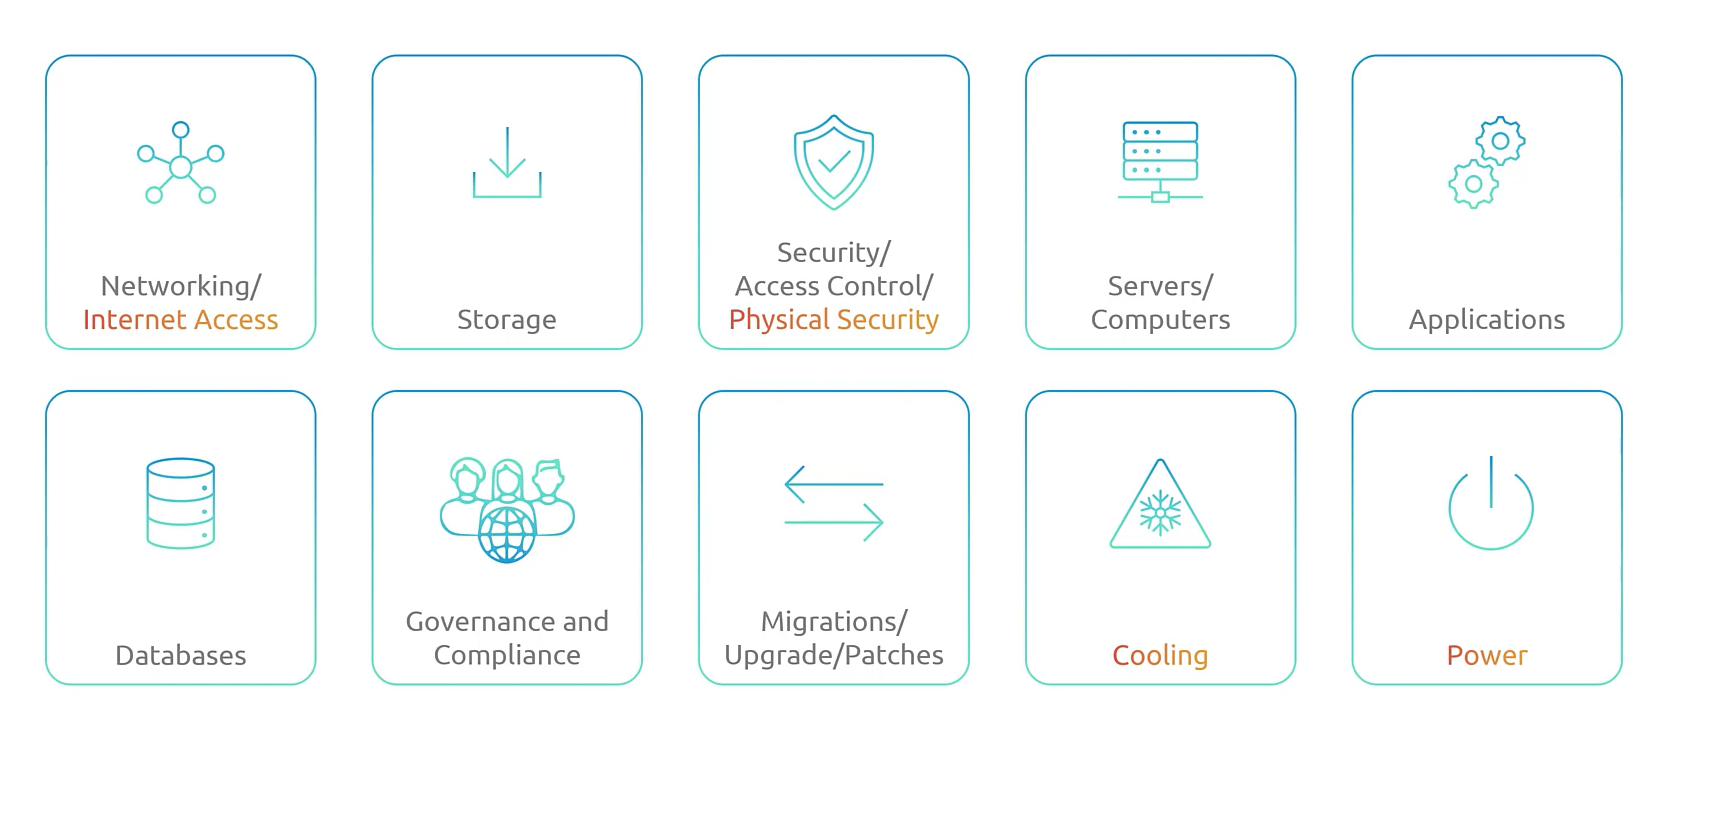 Networking/
Internet Access
Storage
Security/
Access Control/
Physical Security
Servers/
Computers
Applications
Databases
Governance and
Compliance
Migrations/
Upgrade/Patches
Cooling
Power